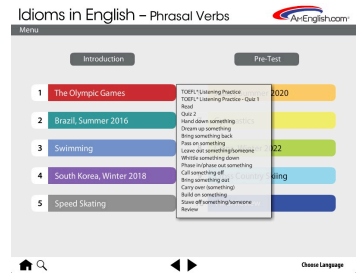 Idioms in English – Phrasal Verbs
AmEnglish.com
Menu
Introduction
Pre-Test
1 The Olympic Games
2 Brazil, Summer 2016
3 Swimming
4 South Korea, Winter 2018
5 Speed Skating
TOEFL® Listening Practice
TOEFL® Listening Practice - Quiz 1
Read
Quiz 2
Hand down something
Dream up something
Bring something back
Pass on something
Leave out something/someone
Whittle something down
Phase in/phase out something
Call something off
Bring something out
Carry over (something)
Build on something
Stave off something/someone
Review
2020
2022
Skiing
Choose Language